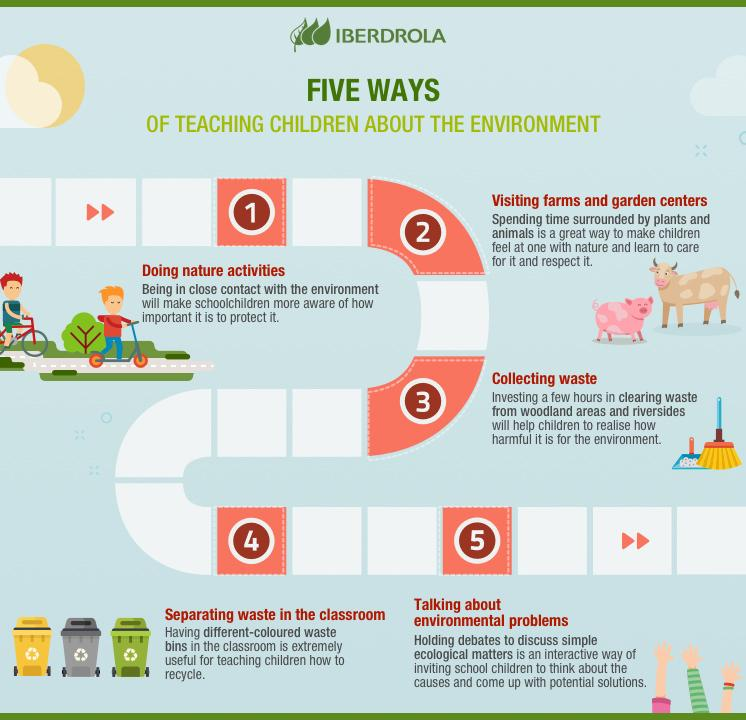 IBERDROLA
FIVE WAYS
OF TEACHING CHILDREN ABOUT THE ENVIRONMENT
1
Doing nature activities
Being in close contact with the environment
will make schoolchildren more aware of how
important it is to protect it.
2
Visiting farms and garden centers
Spending time surrounded by plants and
animals is a great way to make children
feel at one with nature and learn to care
for it and respect it.
3
Collecting waste
Investing a few hours in clearing waste
from woodland areas and riversides
will help children to realise how
harmful it is for the environment.
4
Separating waste in the classroom
Having different-coloured waste
bins in the classroom is extremely
useful for teaching children how to
recycle.
5
Talking about
environmental problems
Holding debates to discuss simple
ecological matters is an interactive way of
inviting school children to think about the
causes and come up with potential solutions.